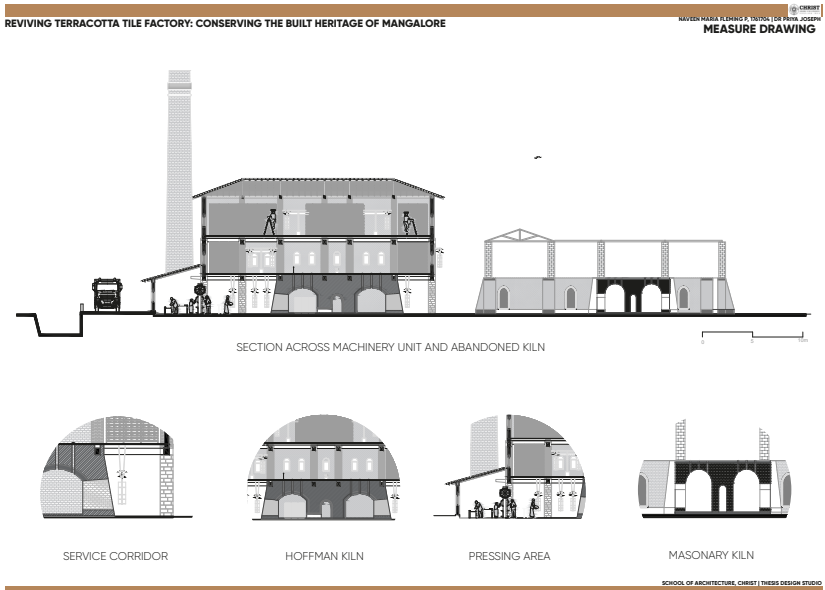 CHRIST
NAVEEN MARIA FLEMING P, 1761704 | DR PRIYA JOSEPH
REVIVING TERRACOTTA TILE FACTORY: CONSERVING THE BUILT HERITAGE OF MANGALORE
MEASURE DRAWING
SECTION ACROSS MACHINERY UNIT AND ABANDONED KILN
0 5 10m
SERVICE CORRIDOR
HOFFMAN KILN
PRESSING AREA
MASONARY KILN
SCHOOL OF ARCHITECTURE, CHRIST | THESIS DESIGN STUDIO